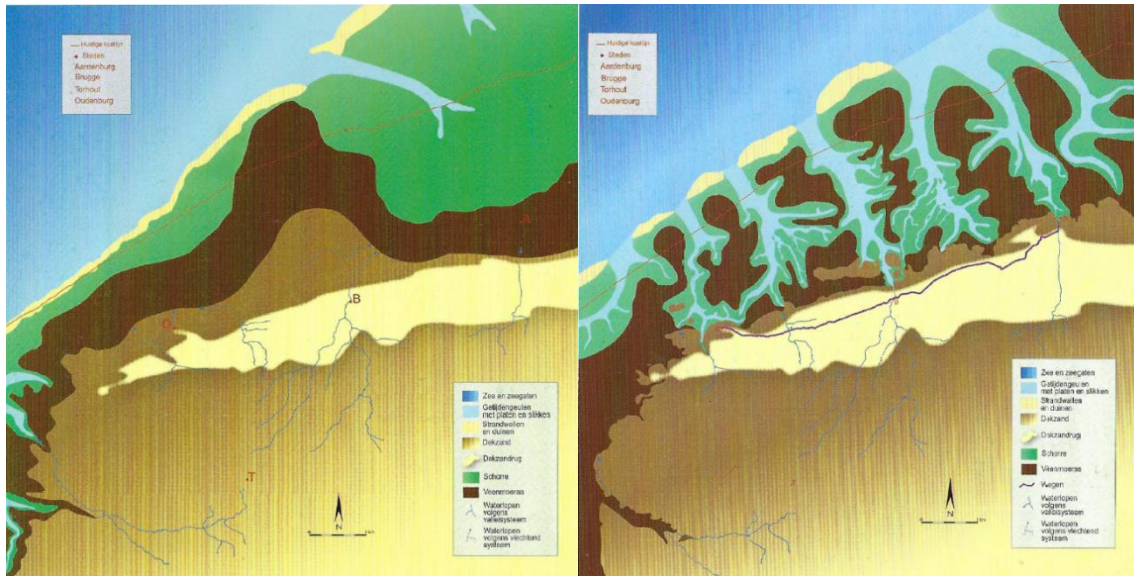 Huidige kustlijn
Steden
Aardenburg
Brugge
Torhout
Oudenburg
A
O
B
T
N
Zee en zeegaten
Getijdengeulen
met platen en slikken
Strandwallen
en duinen
Dekzand
Dekzandrug
Schorre
Veenmoeras
Waterlopen
volgens
valleisysteem
Waterlopen
volgens vlechtend
systeem
Huidige kustlijn
Steden
Aardenburg
Brugge
Torhout
Oudenburg
N
Zee en zeegaten
Getijdengeulen
met platen en slikken
Strandwallen
en duinen
Dekzand
Dekzandrug
Schorre
Veenmoeras
Wegen
Waterlopen
volgens
valleisysteem
Waterlopen
volgens vlechtend
systeem